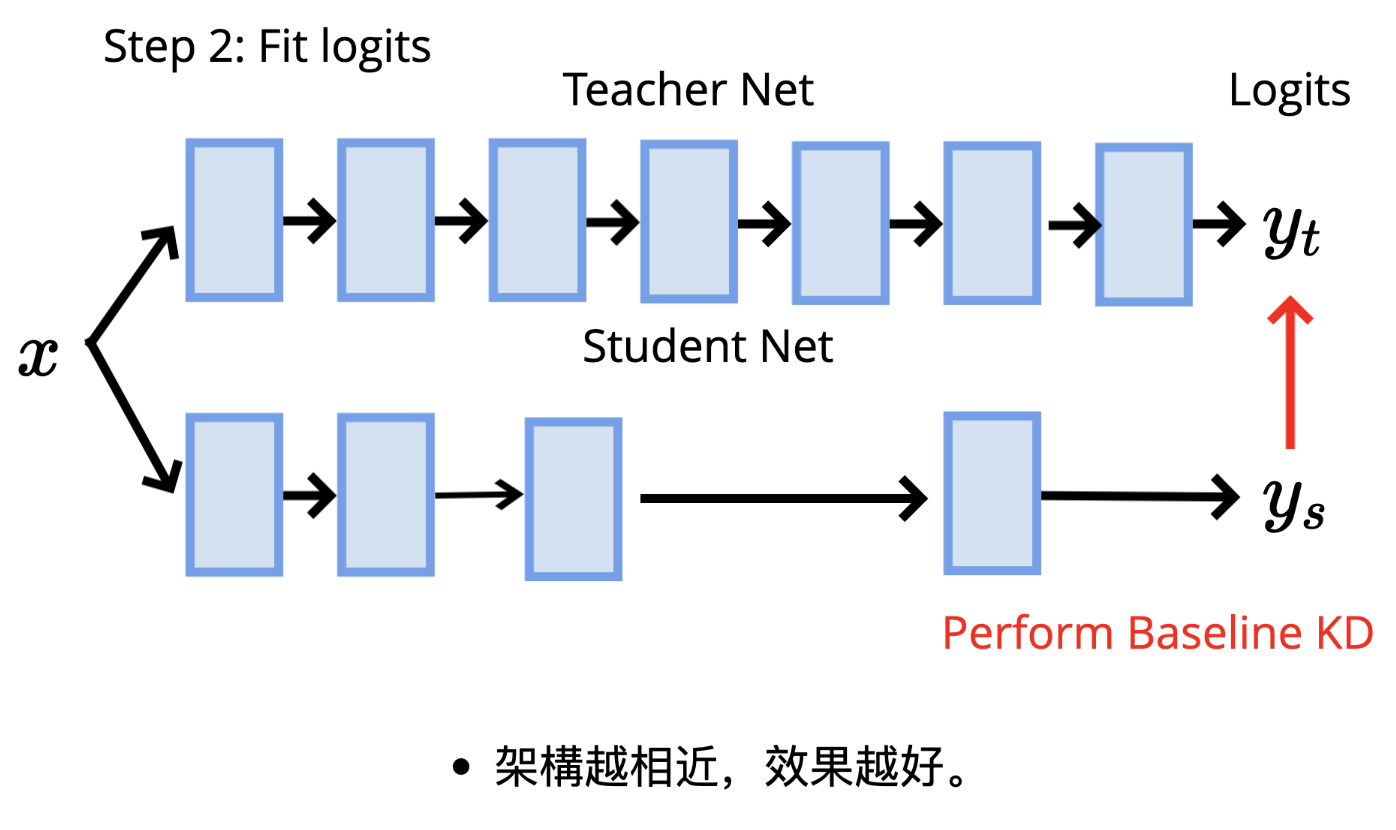 Step 2: Fit logits
Teacher Net
Logits
y_t
x
Student Net
y_s
Perform Baseline KD
• 架構越相近，效果越好。